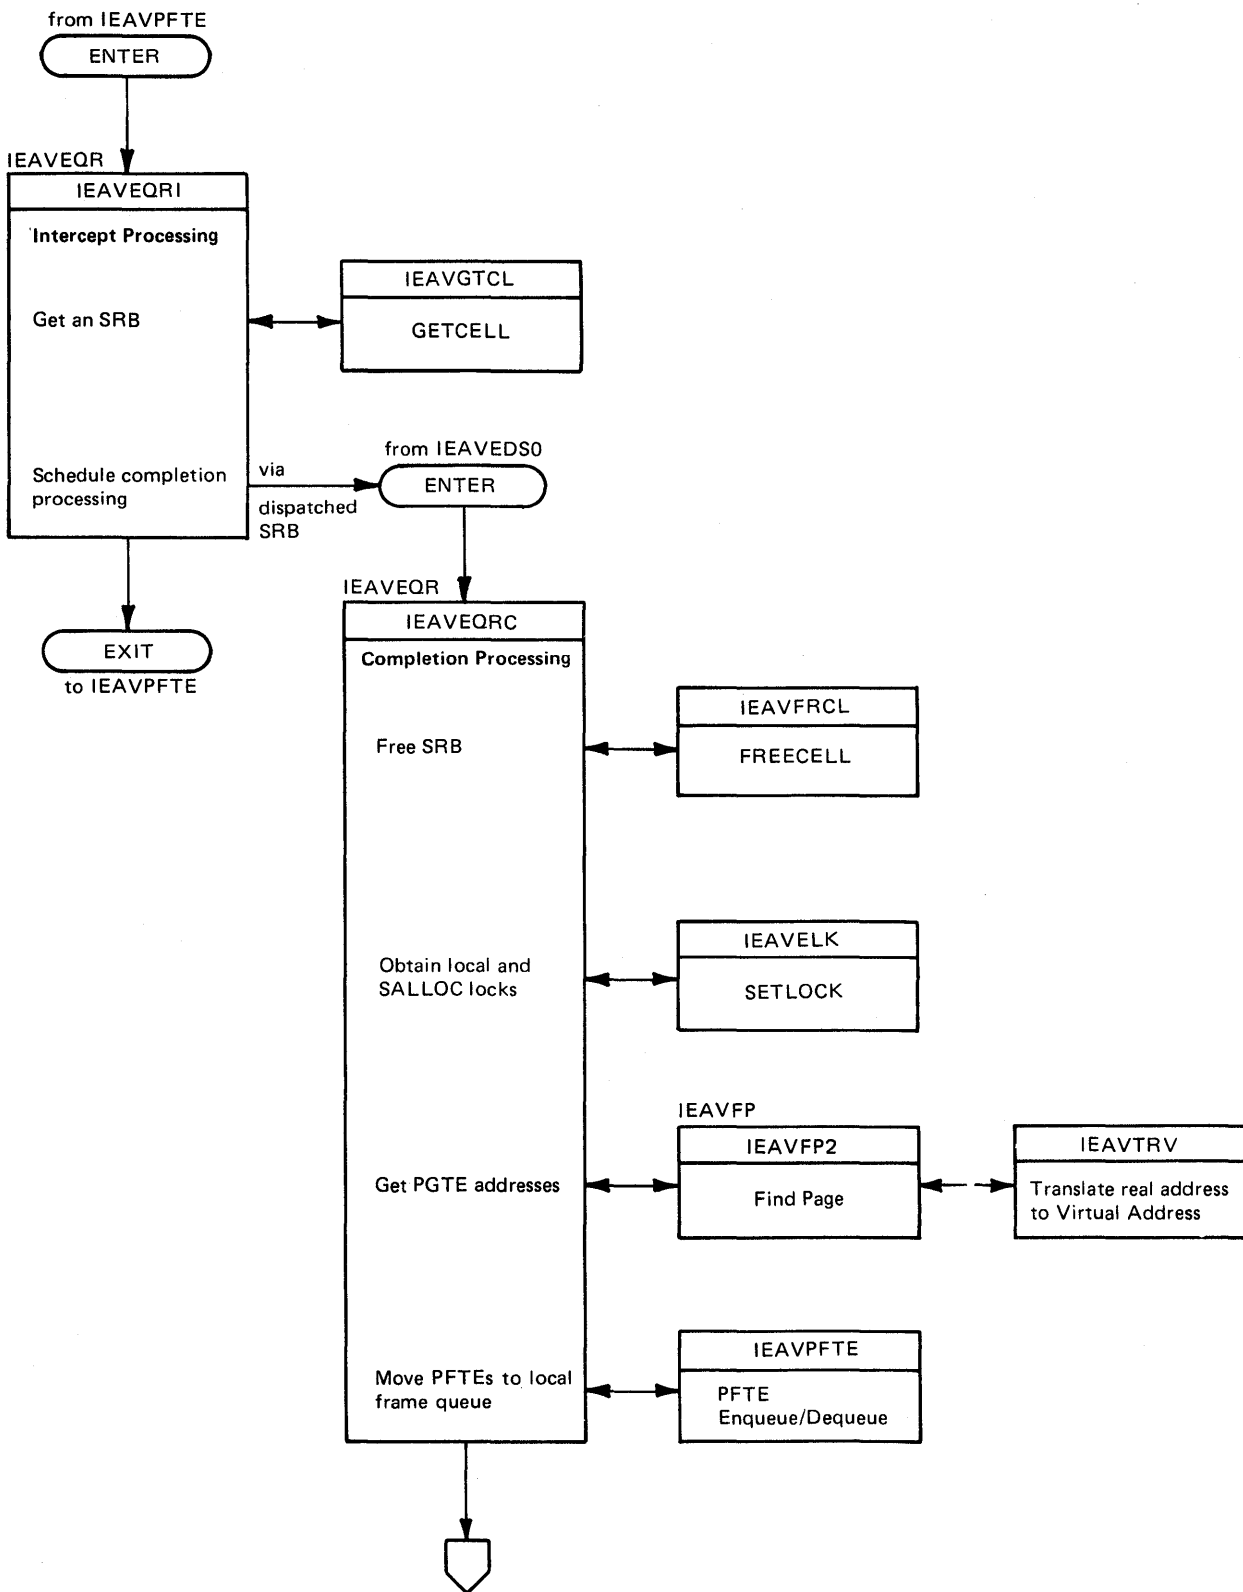 from IEAVPFTE
ENTER
IEAVEQR
IEAVEQRI
Intercept Processing
Get an SRB
IEAVGTCL
GETCELL
Schedule completion
processing
via
dispatched
SRB
from IEAVEDS0
ENTER
EXIT
to IEAVPFTE
IEAVEQR
IEAVEQRC
Completion Processing
Free SRB
IEAVFRCL
FREECELL
Obtain local and
SALLOC locks
IEAVELK
SETLOCK
Get PGTE addresses
IEAVFP
IEAVFP2
Find Page
IEAVTRV
Translate real address
to Virtual Address
Move PFTEs to local
frame queue
IEAVPFTE
PFTE
Enqueue/Dequeue